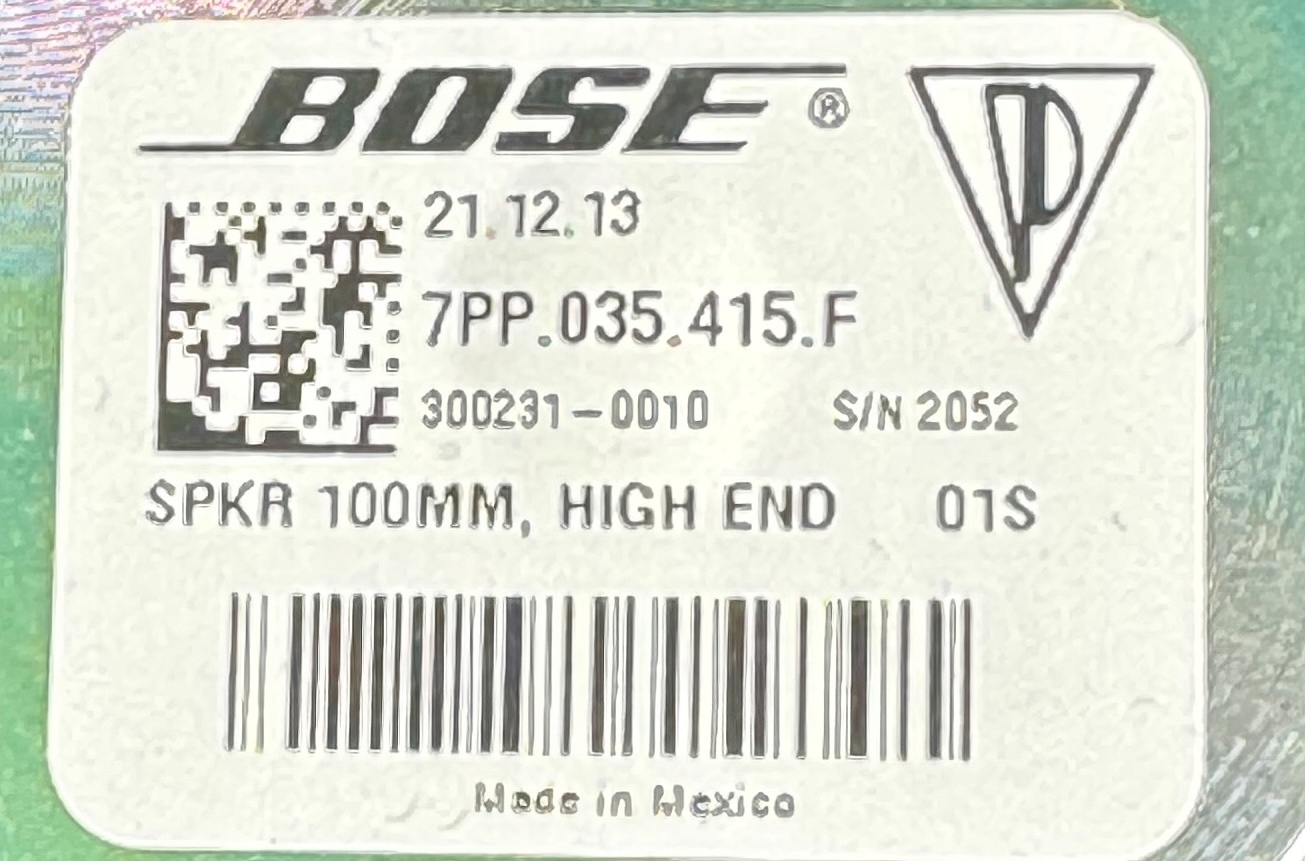 BOSE ®
21.12.13
7PP.035.415.F
300231-0010 S/N 2052
SPKR 100MM, HIGH END 01S
Made in Mexico